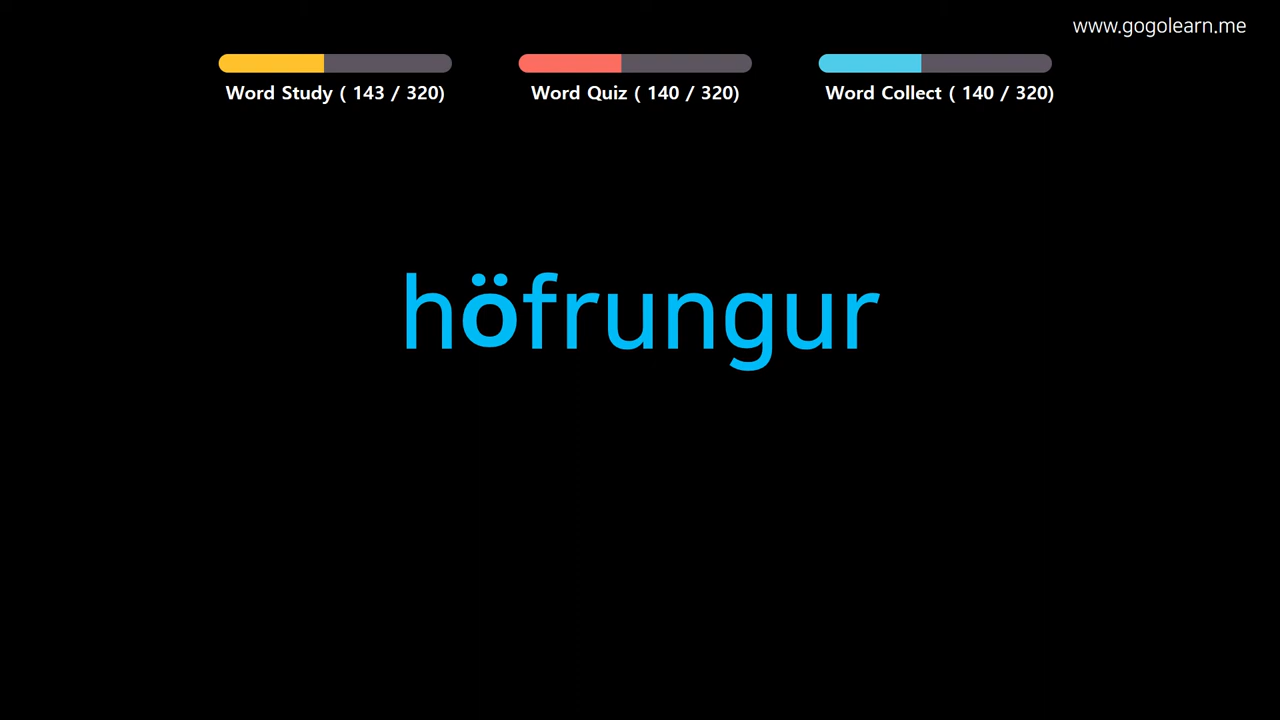 www.gogolearn.me
Word Study ( 143 / 320)
Word Quiz ( 140 / 320)
Word Collect ( 140 / 320)
höfrungur